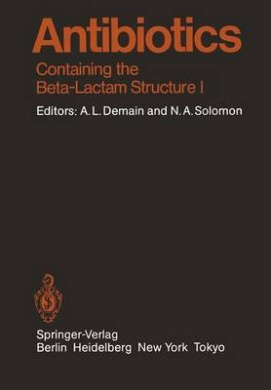 Antibiotics
Containing the
Beta-Lactam Structure I
Editors: A.L.Demain and N.A.Solomon
Springer-Verlag
Berlin Heidelberg New York Tokyo